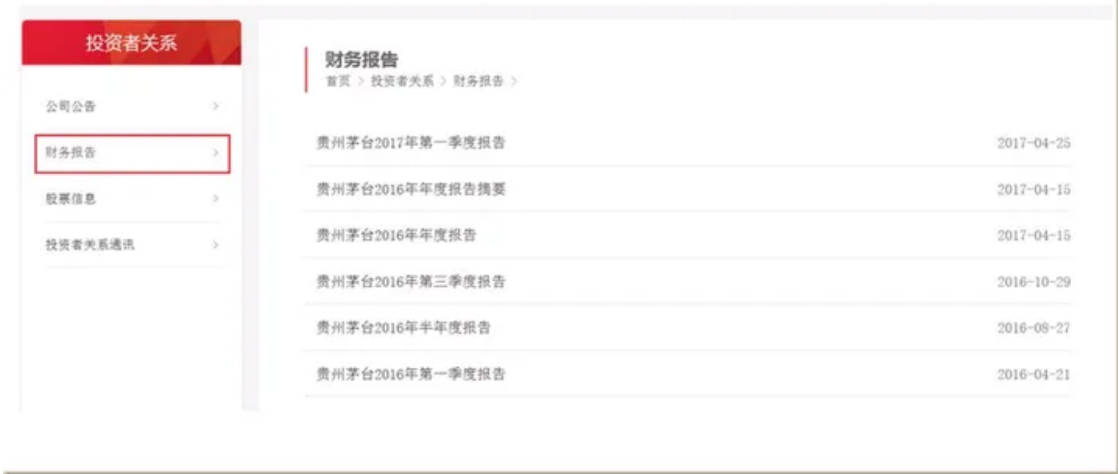 投资者关系
公司公告 >
财务报告 >
股票信息 >
投资者关系通讯 >
财务报告
首页 > 投资者关系 > 财务报告 >
贵州茅台2017年第一季度报告 2017-04-25
贵州茅台2016年年度报告摘要 2017-04-15
贵州茅台2016年年度报告 2017-04-15
贵州茅台2016年第三季度报告 2016-10-29
贵州茅台2016年半年度报告 2016-08-27
贵州茅台2016年第一季度报告 2016-04-21